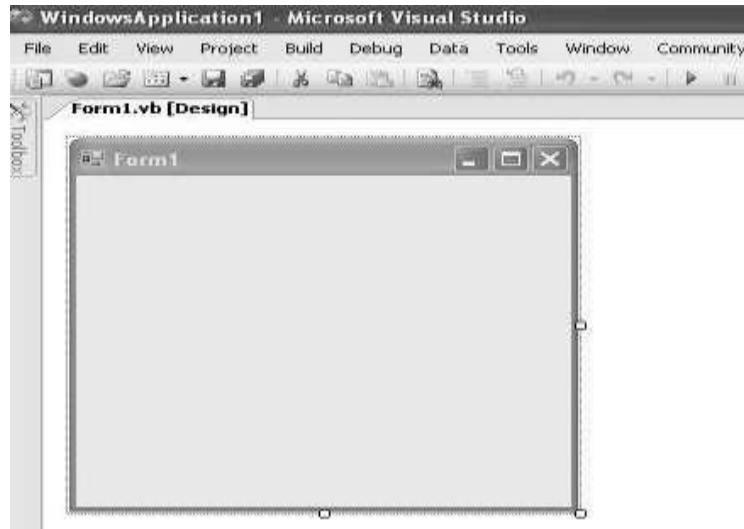 WindowsApplication1 - Microsoft Visual Studio
File Edit View Project Build Debug Data Tools Window Community
Form1.vb [Design]
Toolbox
Form1